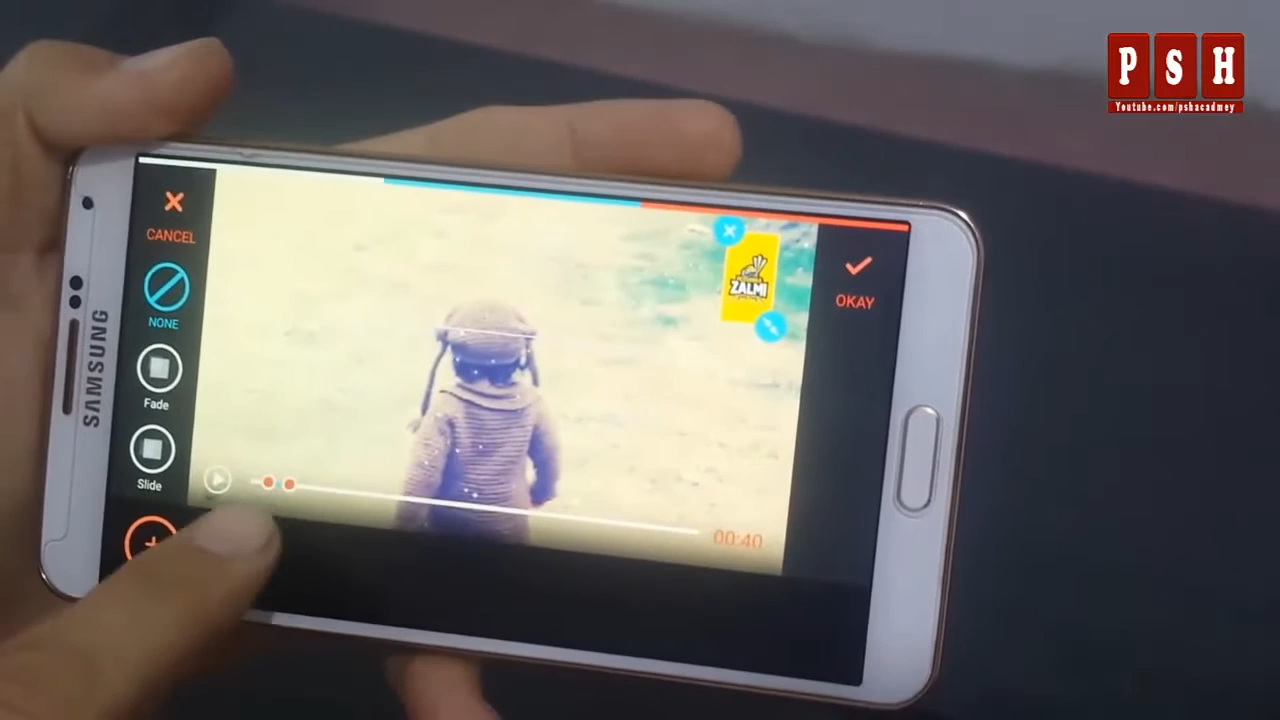 P S H
Youtube.com/pshacadmey
CANCEL
NONE
Fade
Slide
SAMSUNG
ZALMI
OKAY
00:40